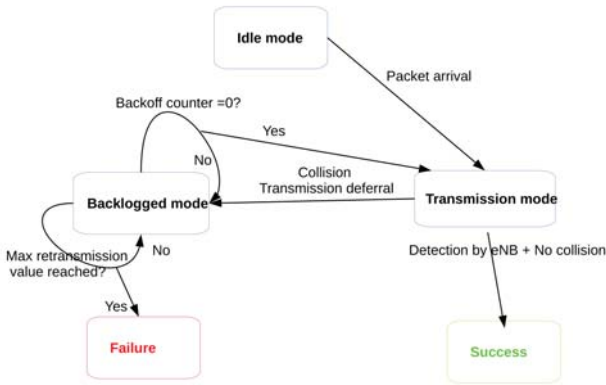 Idle mode
Packet arrival
Backoff counter =0?
Yes
No
Collision
Transmission deferral
Backlogged mode
Transmission mode
Max retransmission
value reached?
No
Detection by eNB + No collision
Yes
Failure
Success